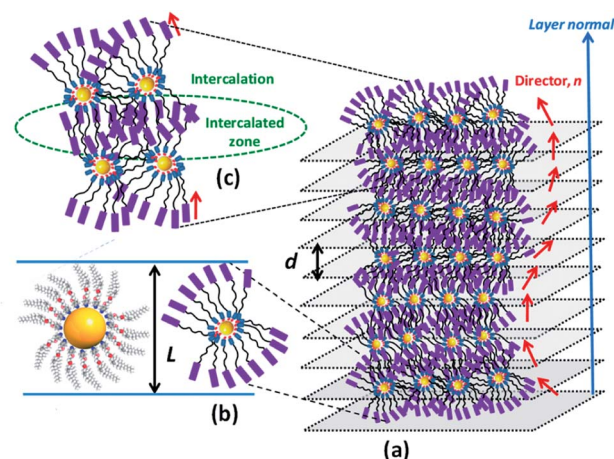 Layer normal
Intercalation
Director, n
Intercalated
zone
(c)
d
L
(b)
(a)